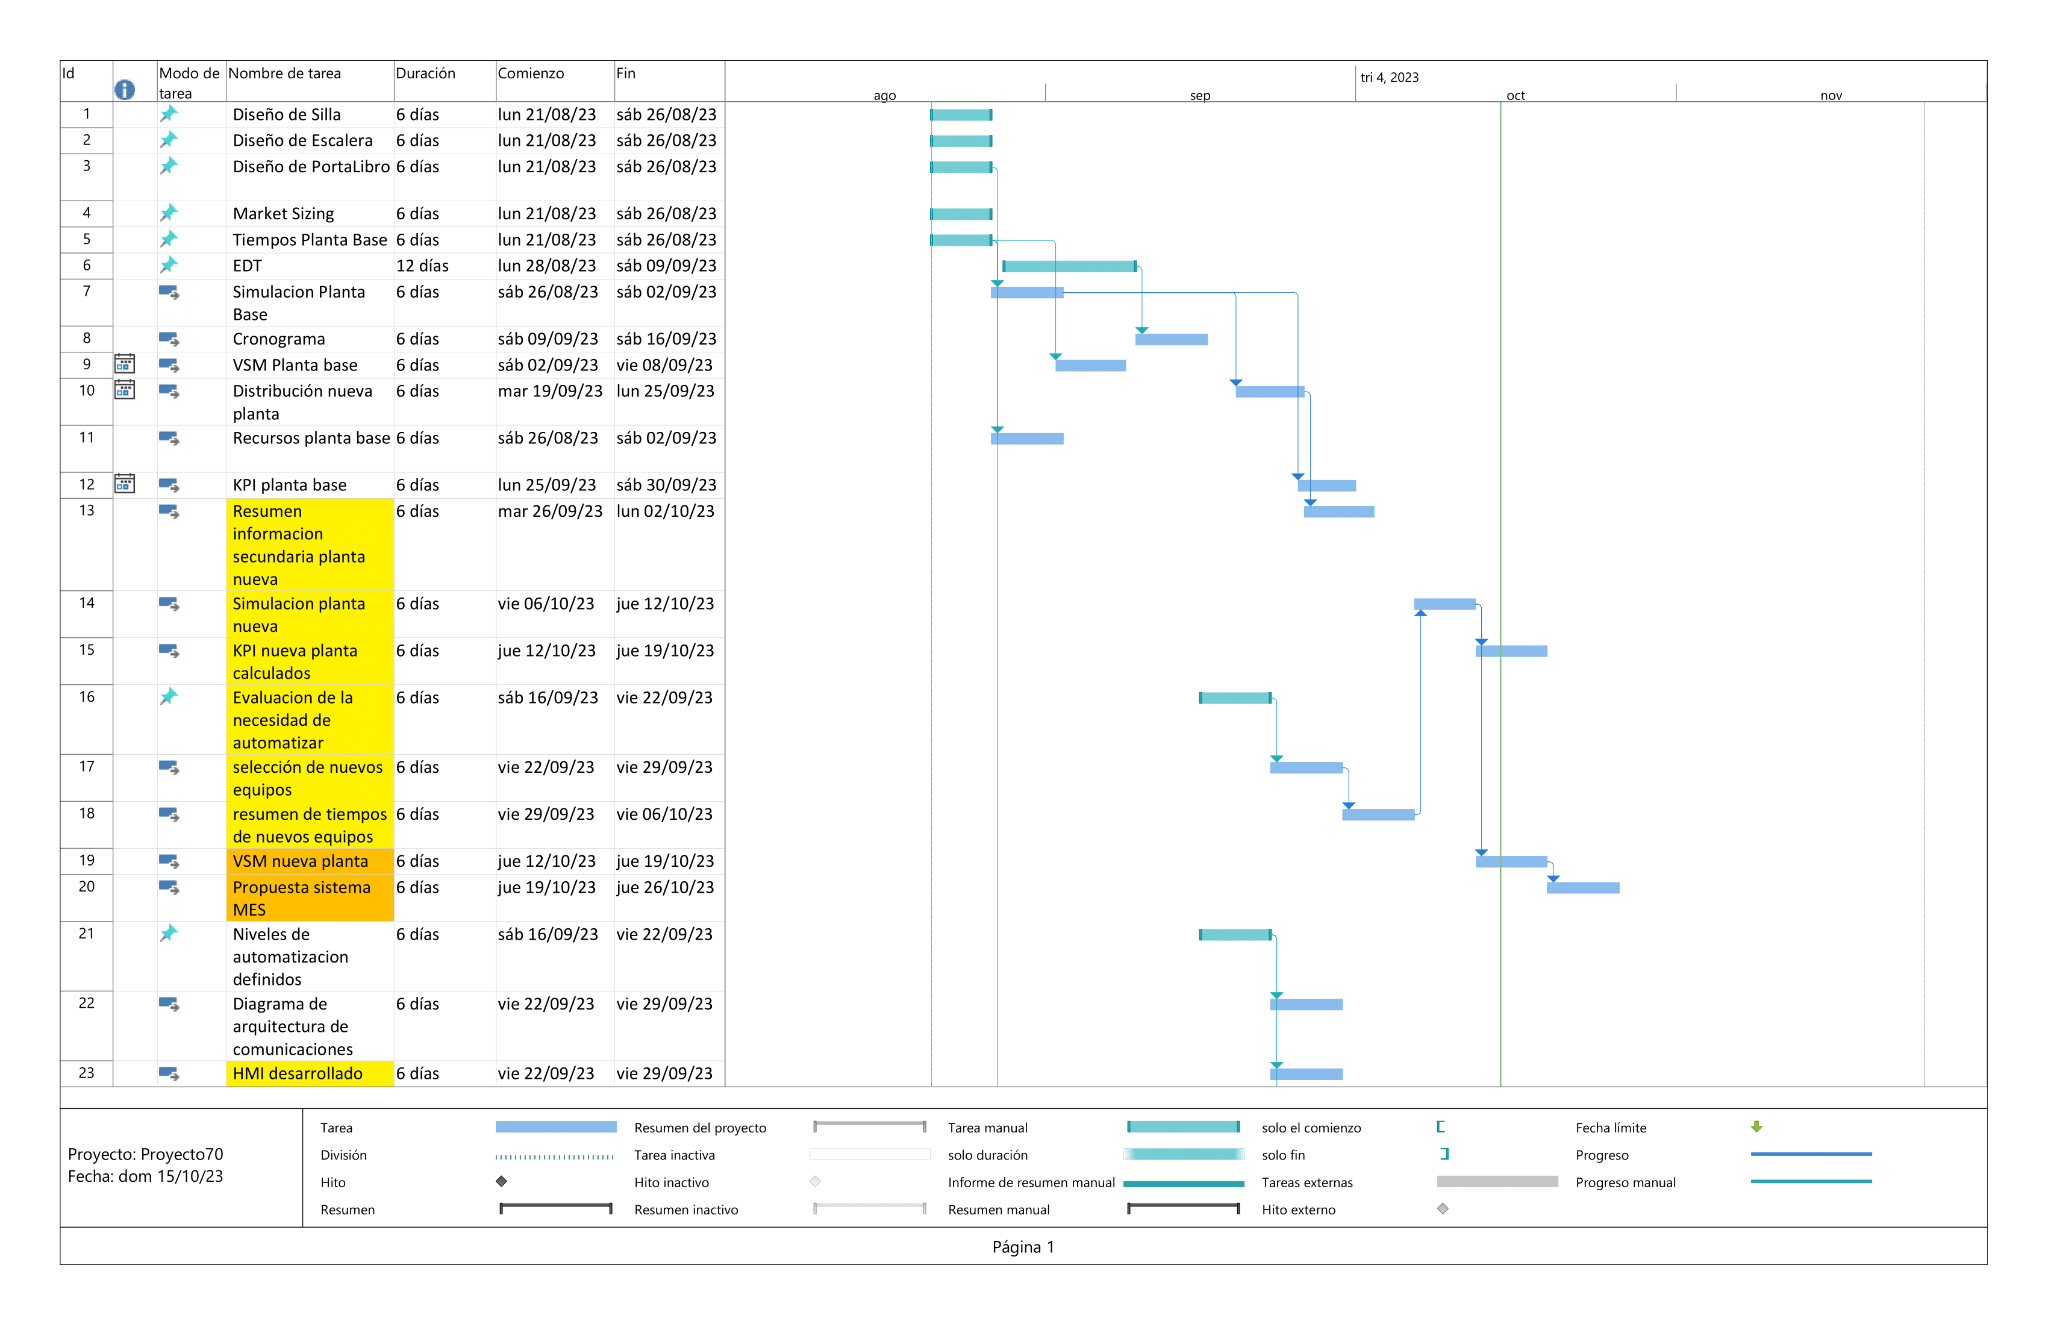 Id Modo de Nombre de tarea Duración Comienzo Fin tri 4, 2023
tarea ago sep oct nov
1 Diseño de Silla 6 días lun 21/08/23 sáb 26/08/23
2 Diseño de Escalera 6 días lun 21/08/23 sáb 26/08/23
3 Diseño de PortaLibro 6 días lun 21/08/23 sáb 26/08/23
4 Market Sizing 6 días lun 21/08/23 sáb 26/08/23
5 Tiempos Planta Base 6 días lun 21/08/23 sáb 26/08/23
6 EDT 12 días lun 28/08/23 sáb 09/09/23
7 Simulacion Planta 6 días sáb 26/08/23 sáb 02/09/23
Base
8 Cronograma 6 días sáb 09/09/23 sáb 16/09/23
9 VSM Planta base 6 días sáb 02/09/23 vie 08/09/23
10 Distribución nueva 6 días mar 19/09/23 lun 25/09/23
planta
11 Recursos planta base 6 días sáb 26/08/23 sáb 02/09/23
12 KPI planta base 6 días lun 25/09/23 sáb 30/09/23
13 Resumen 6 días mar 26/09/23 lun 02/10/23
informacion
secundaria planta
nueva
14 Simulacion planta 6 días vie 06/10/23 jue 12/10/23
nueva
15 KPI nueva planta 6 días jue 12/10/23 jue 19/10/23
calculados
16 Evaluacion de la 6 días sáb 16/09/23 vie 22/09/23
necesidad de
automatizar
17 selección de nuevos 6 días vie 22/09/23 vie 29/09/23
equipos
18 resumen de tiempos 6 días vie 29/09/23 vie 06/10/23
de nuevos equipos
19 VSM nueva planta 6 días jue 12/10/23 jue 19/10/23
20 Propuesta sistema 6 días jue 19/10/23 jue 26/10/23
MES
21 Niveles de 6 días sáb 16/09/23 vie 22/09/23
automatizacion
definidos
22 Diagrama de 6 días vie 22/09/23 vie 29/09/23
arquitectura de
comunicaciones
23 HMI desarrollado 6 días vie 22/09/23 vie 29/09/23
Proyecto: Proyecto70
Fecha: dom 15/10/23
Tarea Resumen del proyecto Tarea manual solo el comienzo Fecha límite
División Tarea inactiva solo duración solo fin Progreso
Hito Hito inactivo Informe de resumen manual Tareas externas Progreso manual
Resumen Resumen inactivo Resumen manual Hito externo
Página 1